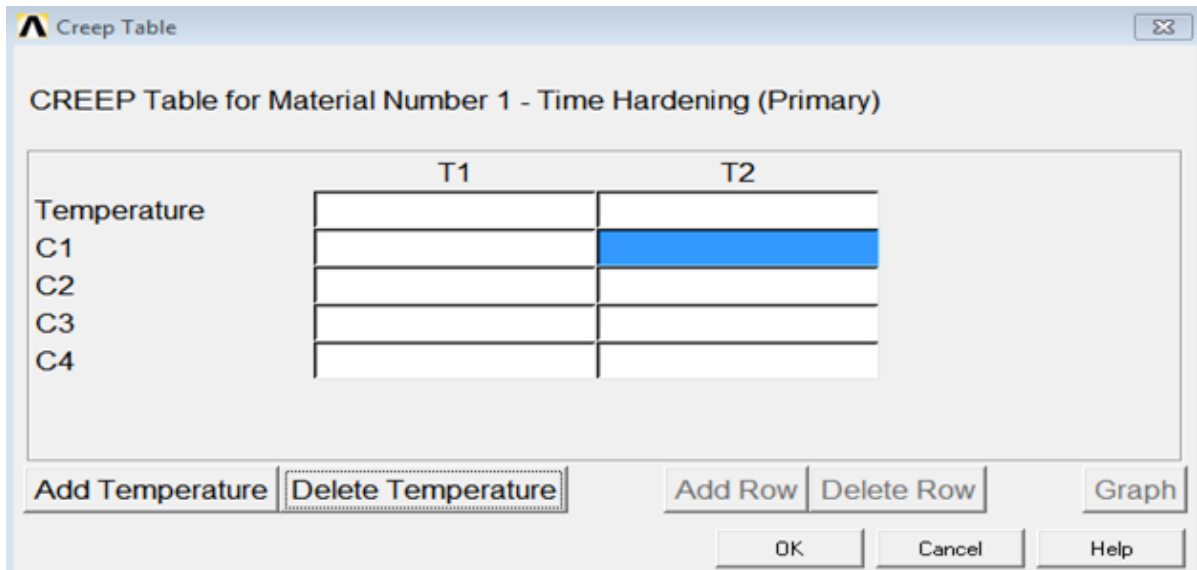 Creep Table
CREEP Table for Material Number 1 - Time Hardening (Primary)
T1 T2
Temperature
C1
C2
C3
C4
Add Temperature Delete Temperature Add Row Delete Row Graph
OK Cancel Help